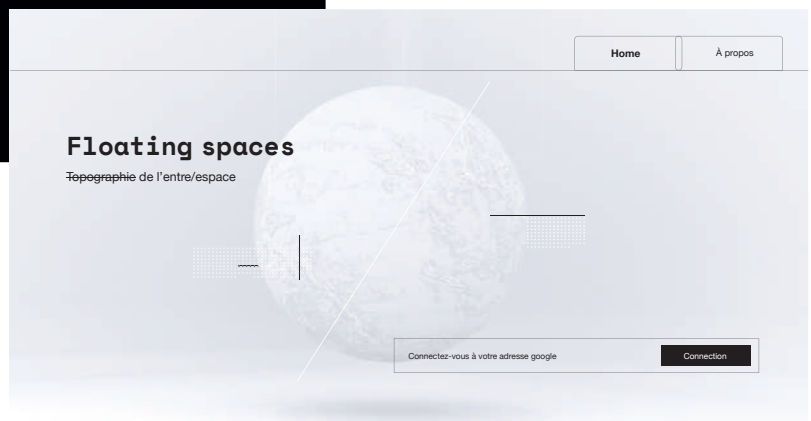 Home
À propos
Floating spaces
Topographie de l'entre/espace
Connectez-vous à votre adresse google
Connection